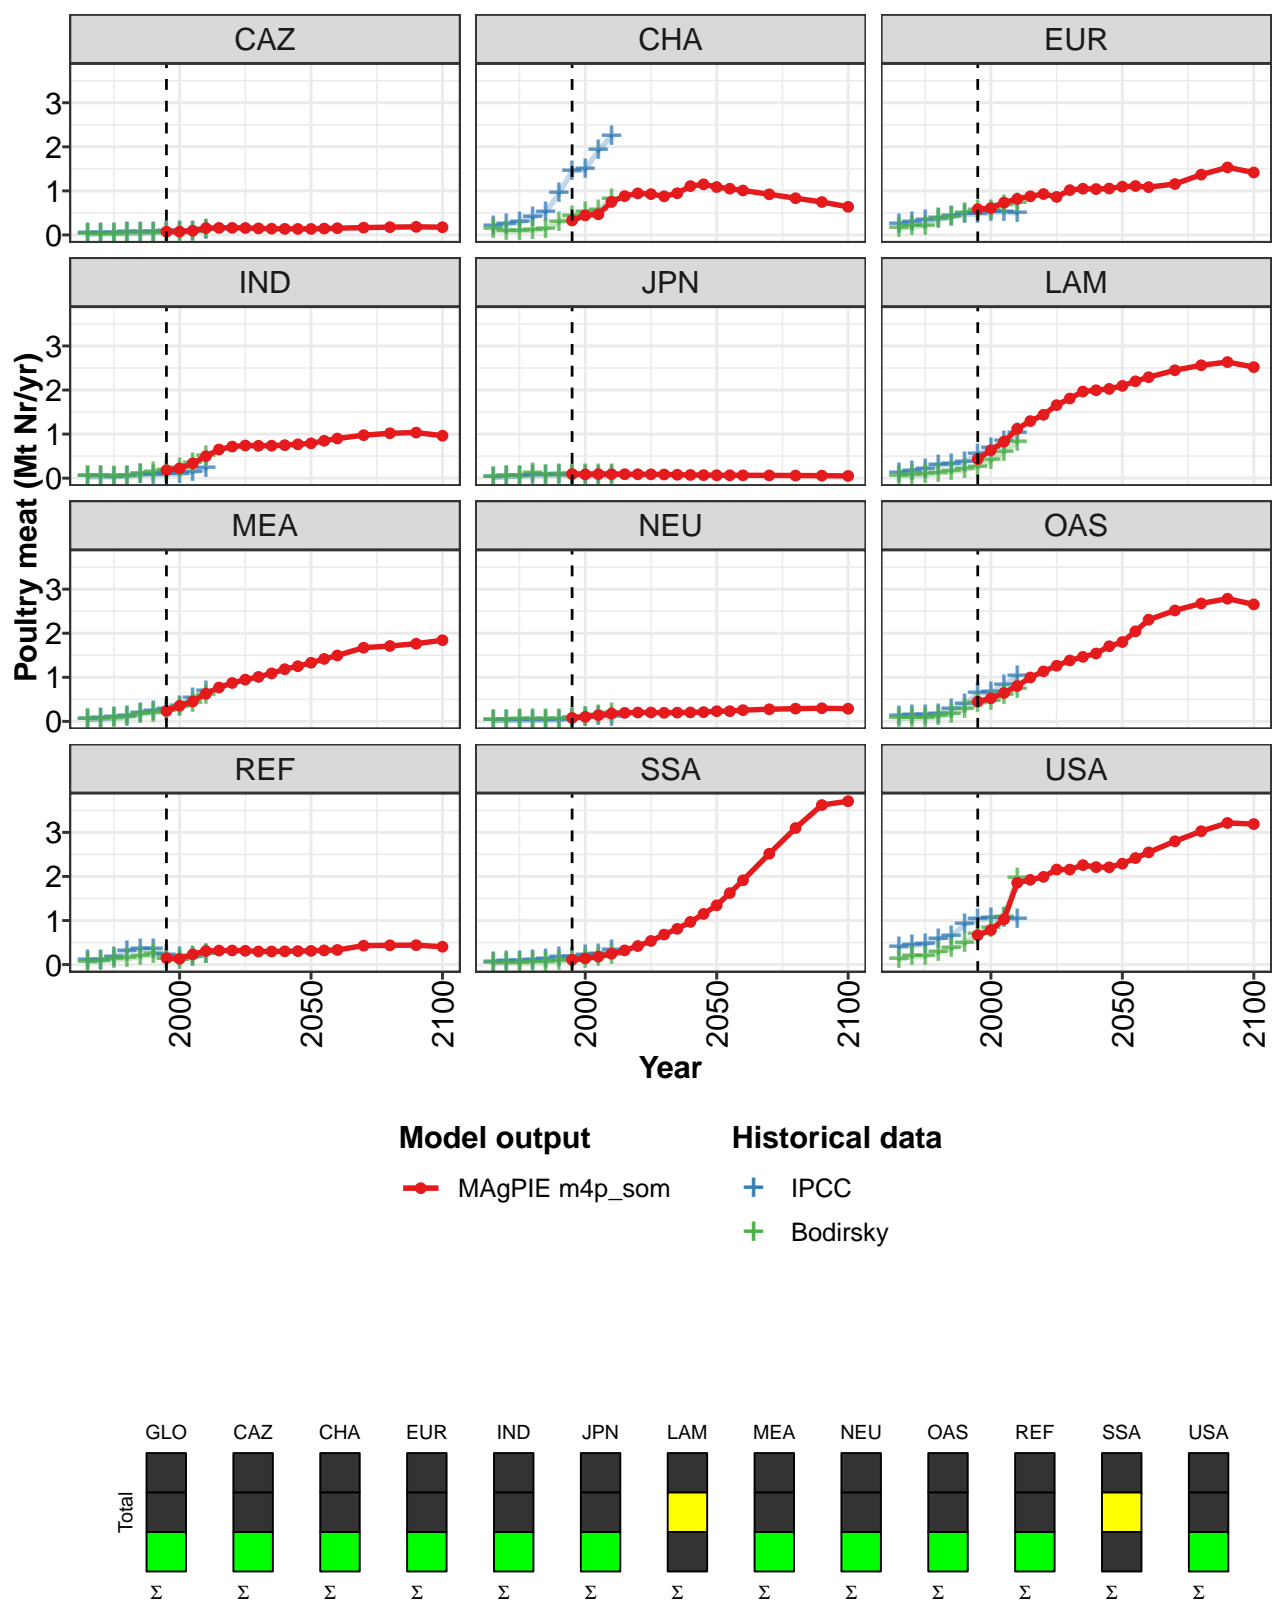 CAZ CHA EUR
3
2
1
0
IND JPN LAM
3
2
1
0
MEA NEU OAS
3
2
1
0
REF SSA USA
3
2
1
0
Poultry meat (Mt Nr/yr)
2000 2050 2100 2000 2050 2100 2000 2050 2100
Year
Model output Historical data
MAgPIE m4p_som IPCC
Bodirsky
GLO CAZ CHA EUR IND JPN LAM MEA NEU OAS REF SSA USA
Total
Σ Σ Σ Σ Σ Σ Σ Σ Σ Σ Σ Σ Σ